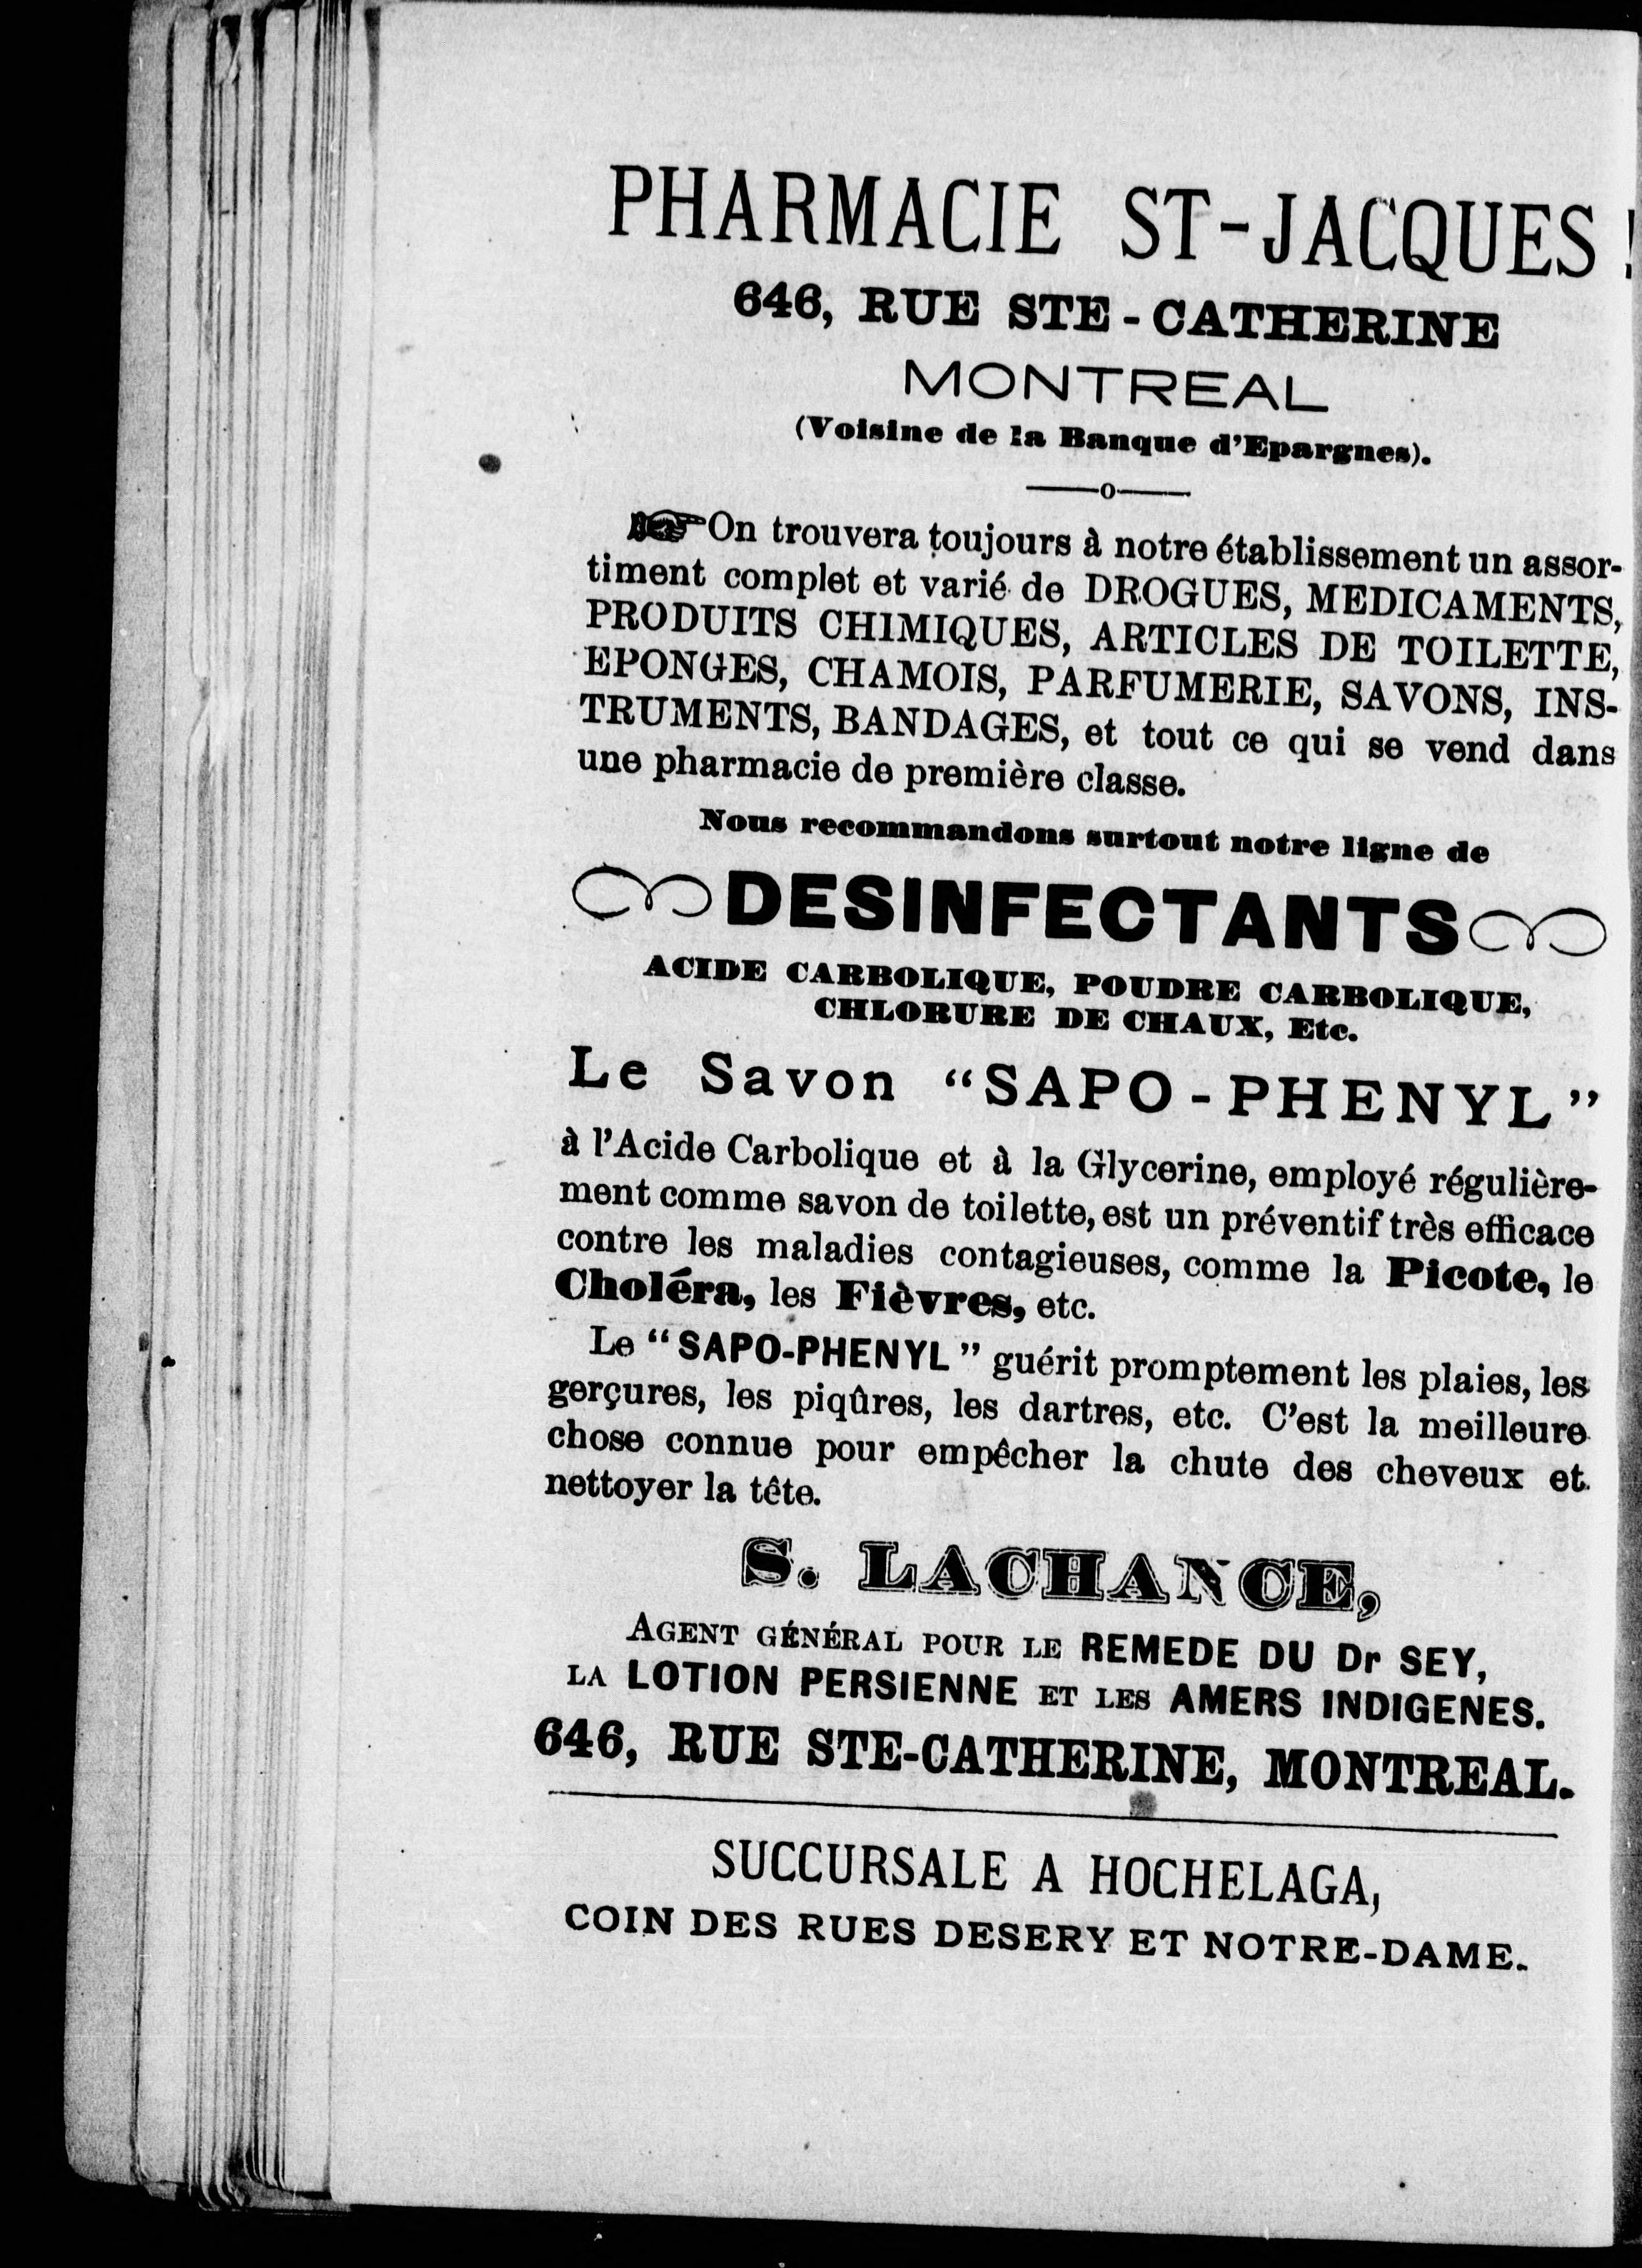 PHARMACIE ST-JACQUES !
646, RUE STE-CATHERINE
MONTREAL
(Voisine de la Banque d'Epargnes).
——o——
☞On trouvera toujours à notre établissement un assor-
timent complet et varié de DROGUES, MEDICAMENTS,
PRODUITS CHIMIQUES, ARTICLES DE TOILETTE,
EPONGES, CHAMOIS, PARFUMERIE, SAVONS, INS-
TRUMENTS, BANDAGES, et tout ce qui se vend dans
une pharmacie de première classe.
Nous recommandons surtout notre ligne de
DESINFECTANTS
ACIDE CARBOLIQUE, POUDRE CARBOLIQUE,
CHLORURE DE CHAUX, Etc.
Le Savon “SAPO-PHENYL”
à l'Acide Carbolique et à la Glycerine, employé régulière-
ment comme savon de toilette, est un préventif très efficace
contre les maladies contagieuses, comme la Picote, le
Choléra, les Fièvres, etc.
Le “SAPO-PHENYL” guérit promptement les plaies, les
gerçures, les piqûres, les dartres, etc. C'est la meilleure
chose connue pour empêcher la chute des cheveux et
nettoyer la tête.
S. LACHANCE,
AGENT GÉNÉRAL POUR LE REMEDE DU Dr SEY,
LA LOTION PERSIENNE ET LES AMERS INDIGENES.
646, RUE STE-CATHERINE, MONTREAL.
SUCCURSALE A HOCHELAGA,
COIN DES RUES DESERY ET NOTRE-DAME.